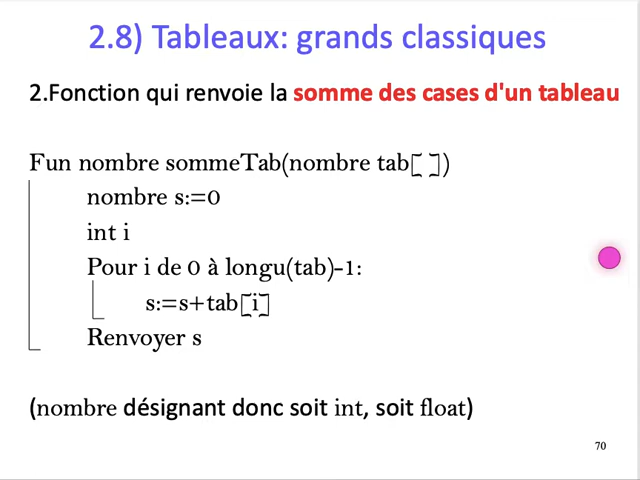 2.8) Tableaux: grands classiques
2.Fonction qui renvoie la somme des cases d'un tableau
Fun nombre sommeTab(nombre tab[ ])
nombre s:=0
int i
Pour i de 0 à longu(tab)-1:
s:=s+tab[i]
Renvoyer s
(nombre désignant donc soit int, soit float)
70